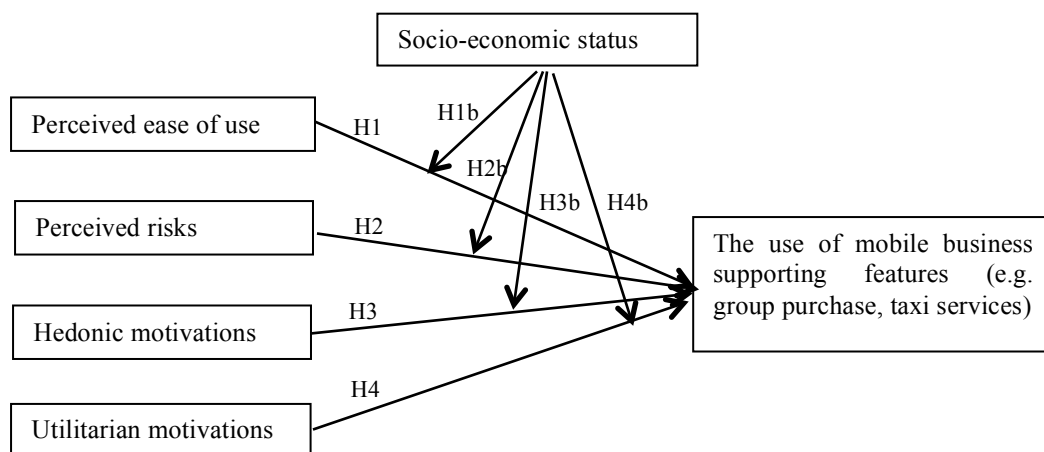 Socio-economic status
Perceived ease of use
H1
H1b
H2b
H3b
H4b
Perceived risks
H2
The use of mobile business
supporting features (e.g.
group purchase, taxi services)
Hedonic motivations
H3
H4
Utilitarian motivations